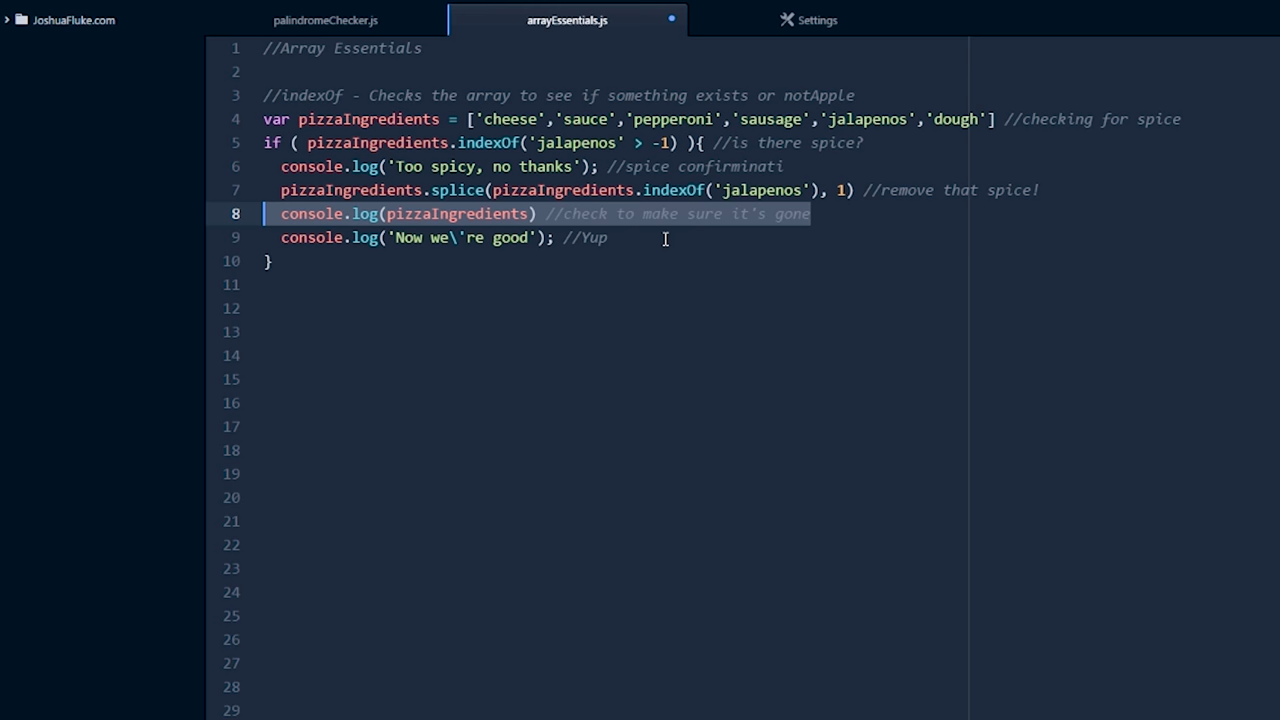 JoshuaFluke.com
palindromeChecker.js
arrayEssentials.js
Settings
1 //Array Essentials
2
3 //indexOf - Checks the array to see if something exists or notApple
4 var pizzaIngredients = ['cheese','sauce','pepperoni','sausage','jalapenos','dough'] //checking for spice
5 if ( pizzaIngredients.indexOf('jalapenos' > -1) ){ //is there spice?
6 console.log('Too spicy, no thanks'); //spice confirminati
7 pizzaIngredients.splice(pizzaIngredients.indexOf('jalapenos'), 1) //remove that spice!
8 console.log(pizzaIngredients) //check to make sure it's gone
9 console.log('Now we\'re good'); //Yup
10 }
11
12
13
14
15
16
17
18
19
20
21
22
23
24
25
26
27
28
29